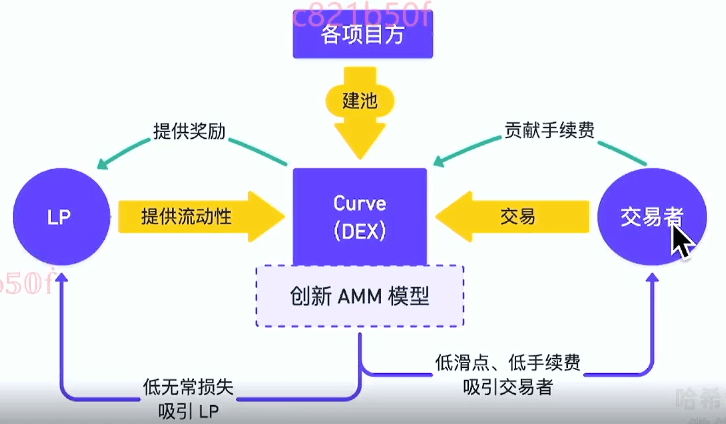 c821b50f
各项目方
建池
提供奖励
贡献手续费
LP
提供流动性
Curve
(DEX)
交易
交易者
b50f
创新 AMM 模型
低无常损失
吸引 LP
低滑点、低手续费
吸引交易者
哈希